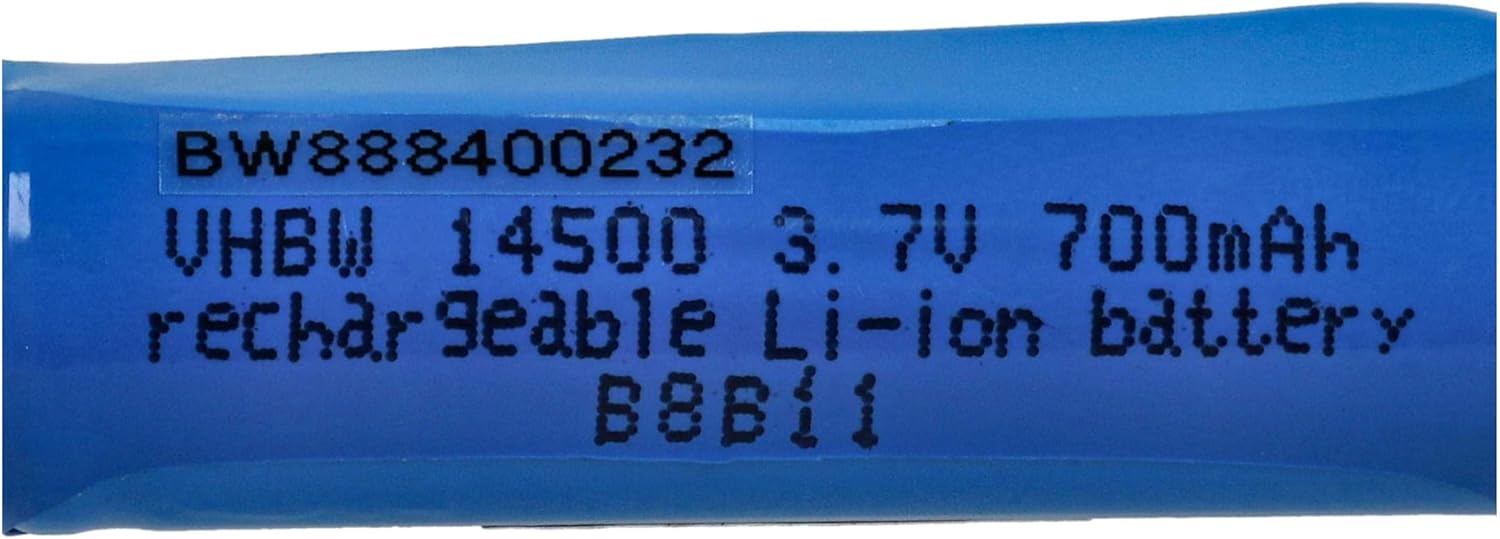 BW888400232
VHBW 14500 3.7V 700mAh
rechargeable Li-ion battery
B8B11